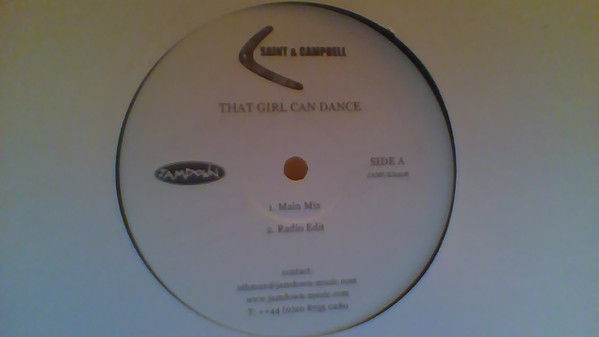 SAINT & CAMPBELL
THAT GIRL CAN DANCE
JAMDOWN
SIDE A
1. Main Mix
2. Radio Edit
contact:
www.jamdown-music.com